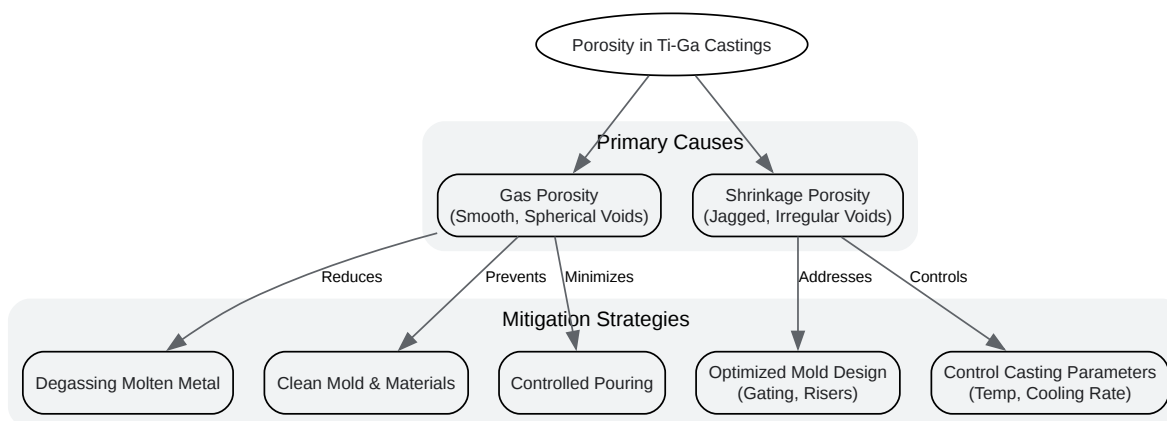 Porosity in Ti-Ga Castings
Primary Causes
Gas Porosity
(Smooth, Spherical Voids)
Shrinkage Porosity
(Jagged, Irregular Voids)
Reduces
Prevents
Minimizes
Addresses
Controls
Mitigation Strategies
Degassing Molten Metal
Clean Mold & Materials
Controlled Pouring
Optimized Mold Design
(Gating, Risers)
Control Casting Parameters
(Temp, Cooling Rate)